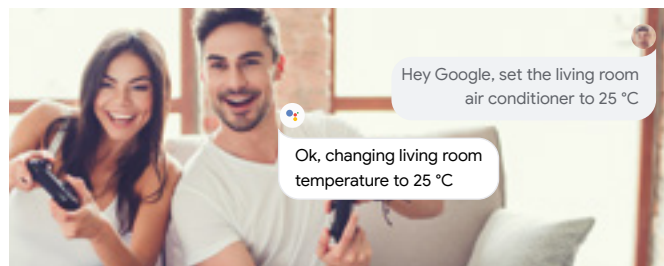 Hey Google, set the living room
air conditioner to 25 °C
Ok, changing living room
temperature to 25 °C